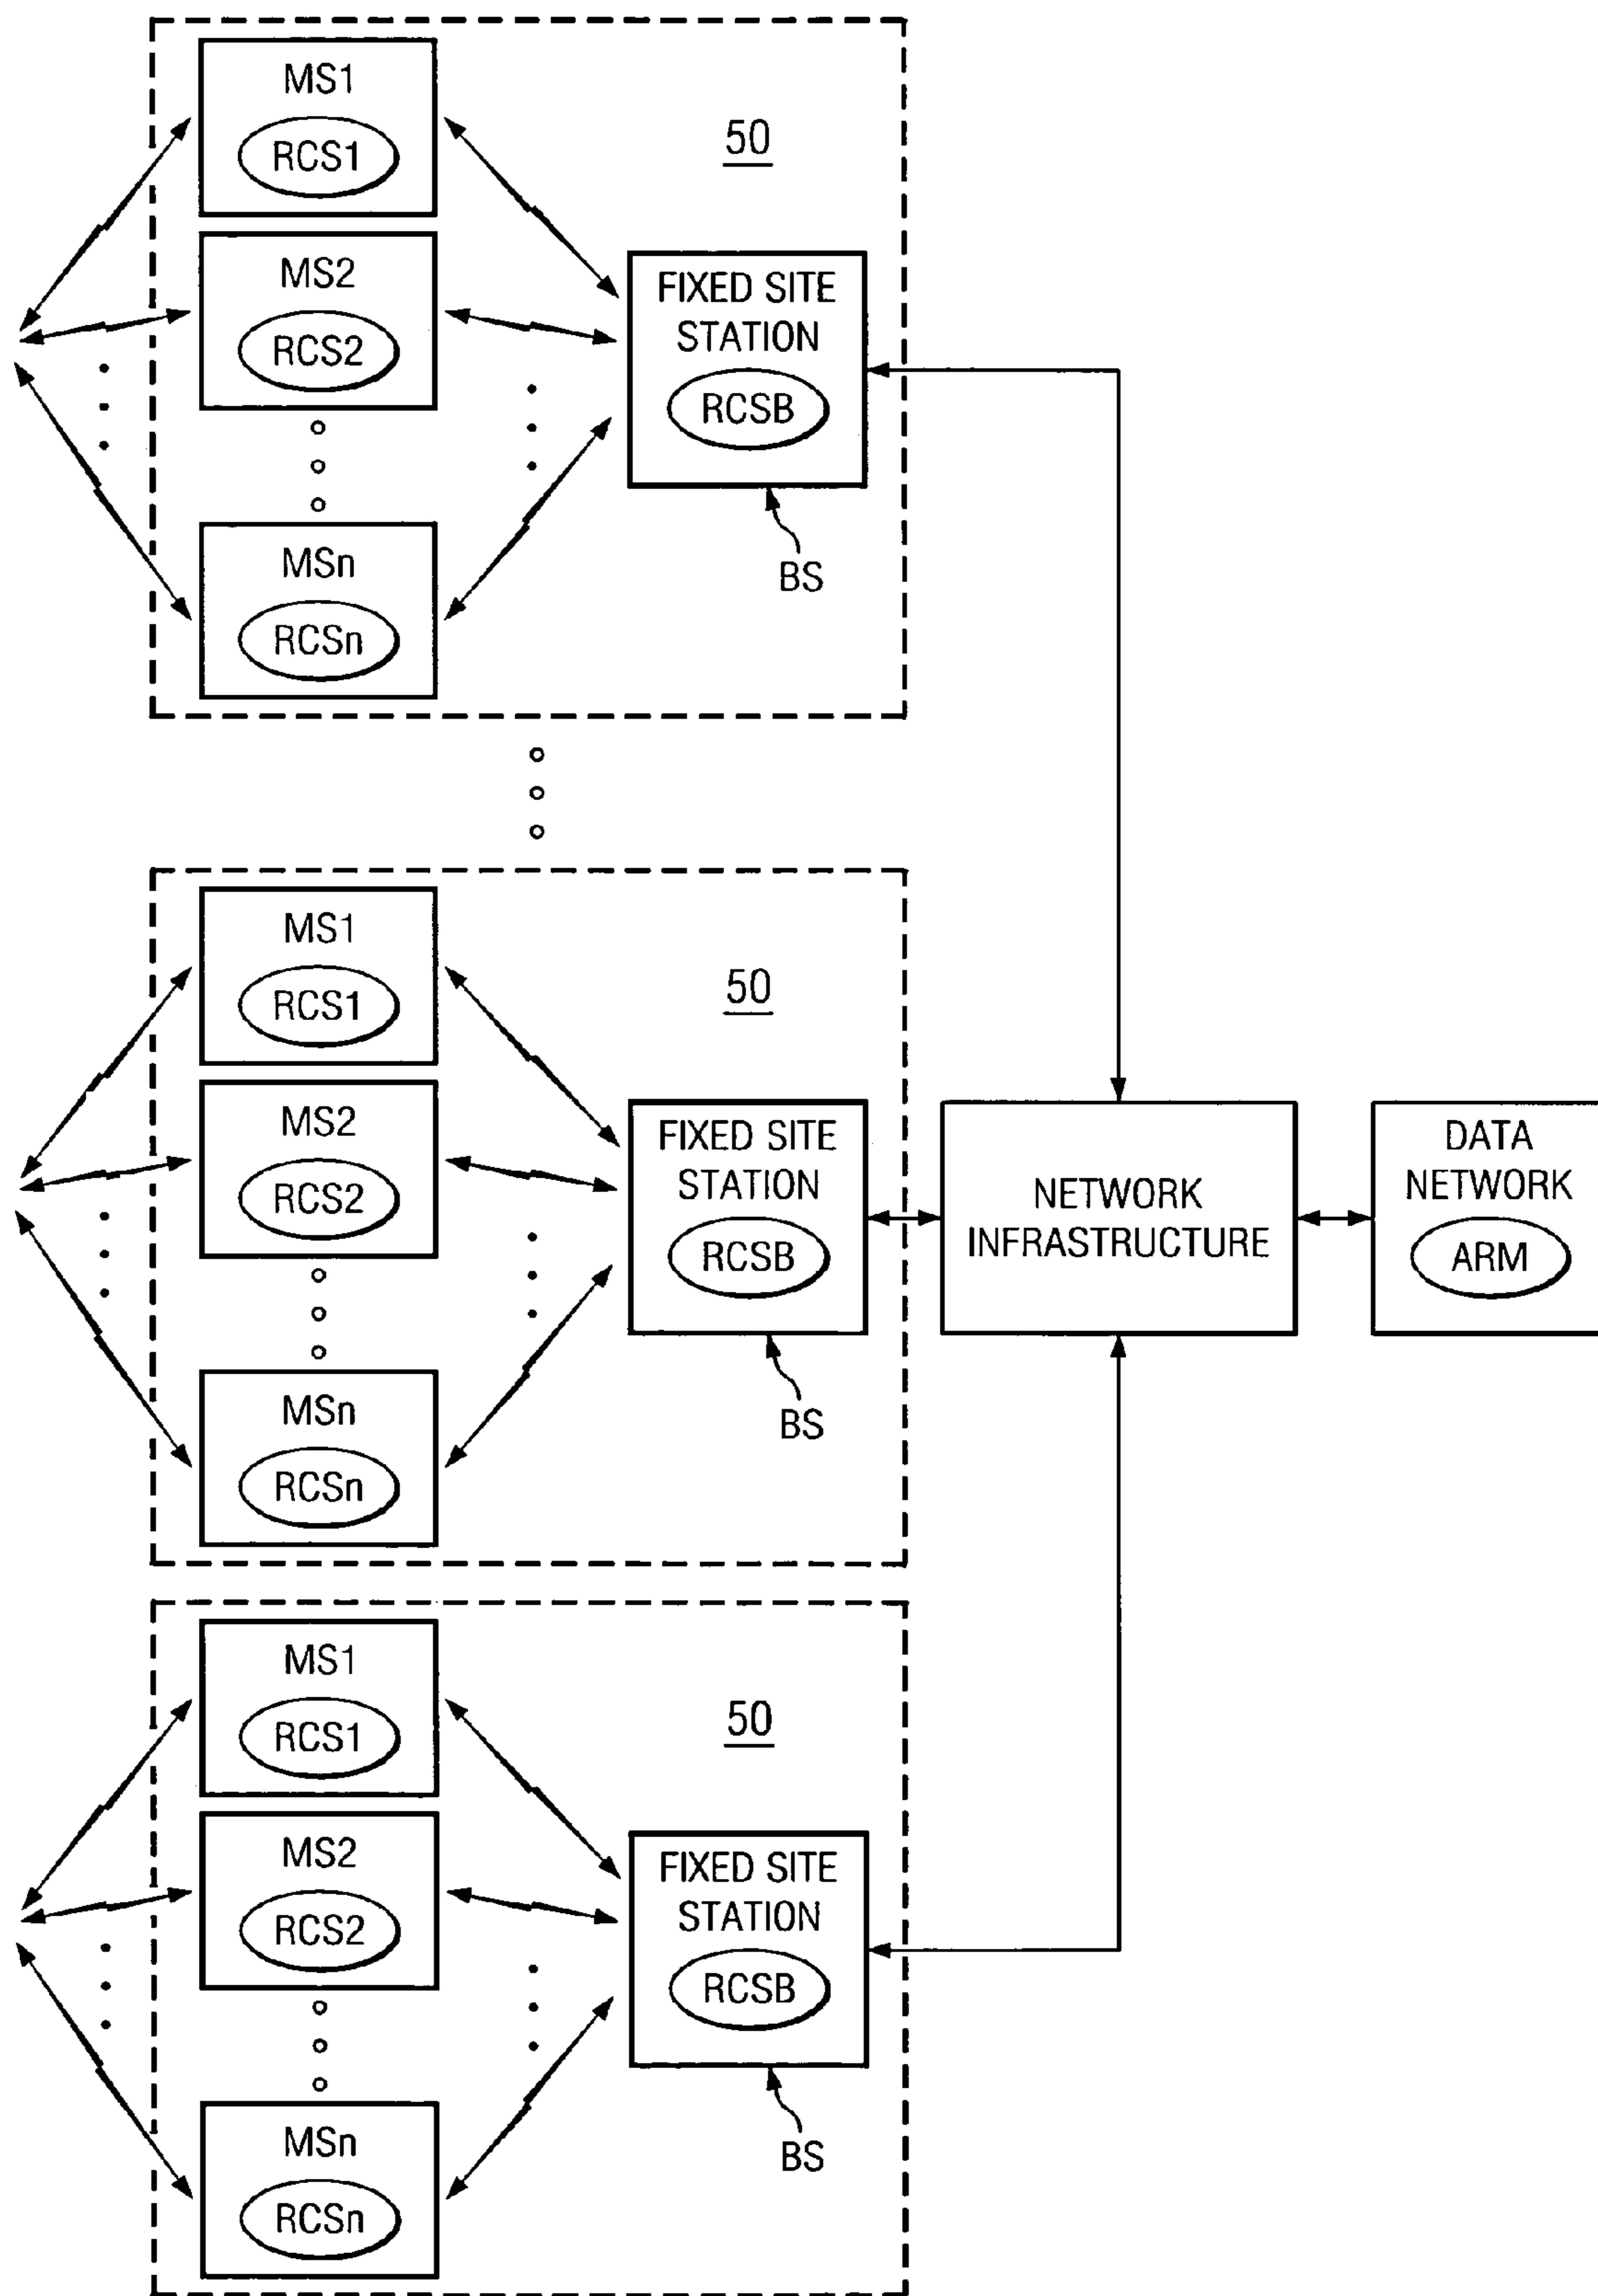 MS1
RCS1
50
MS2
RCS2
FIXED SITE
STATION
RCSB
BS
MSn
RCSn
MS1
RCS1
50
MS2
RCS2
FIXED SITE
STATION
RCSB
BS
MSn
RCSn
NETWORK
INFRASTRUCTURE
DATA
NETWORK
ARM
MS1
RCS1
50
MS2
RCS2
FIXED SITE
STATION
RCSB
BS
MSn
RCSn